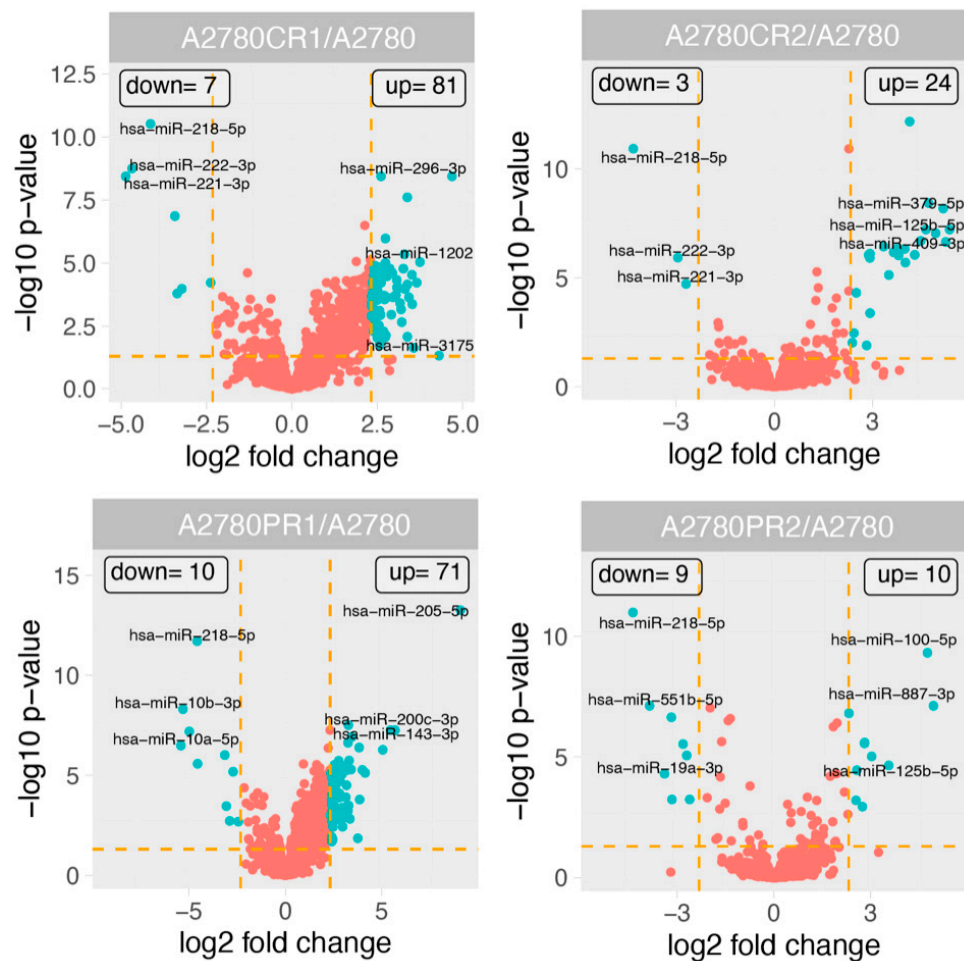 A2780CR1/A2780
down= 7
up= 81
hsa-miR-218-5p
hsa-miR-222-3p
hsa-miR-221-3p
hsa-miR-296-3p
hsa-miR-1202
hsa-miR-3175
12.5
10.0
7.5
5.0
2.5
0.0
-log10 p-value
-5.0
-2.5
0.0
2.5
5.0
log2 fold change
A2780CR2/A2780
down= 3
up= 24
hsa-miR-218-5p
hsa-miR-379-5p
hsa-miR-125b-5p
hsa-miR-409-3p
hsa-miR-222-3p
hsa-miR-221-3p
10
5
0
-log10 p-value
-3
0
3
log2 fold change
A2780PR1/A2780
down= 10
up= 71
hsa-miR-205-5p
hsa-miR-218-5p
hsa-miR-10b-3p
hsa-miR-10a-5p
hsa-miR-200c-3p
hsa-miR-143-3p
15
10
5
0
-log10 p-value
-5
0
5
log2 fold change
A2780PR2/A2780
down= 9
up= 10
hsa-miR-218-5p
hsa-miR-100-5p
hsa-miR-551b-5p
hsa-miR-887-3p
hsa-miR-19a-3p
hsa-miR-125b-5p
10
5
0
-log10 p-value
-3
0
3
log2 fold change